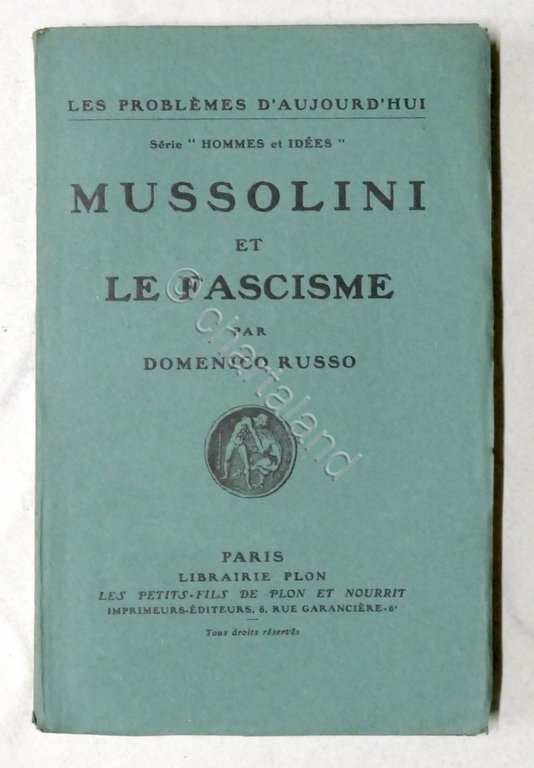 LES PROBLÈMES D'AUJOURD'HUI
Série " HOMMES et IDÉES "
MUSSOLINI
ET
LE FASCISME
PAR
DOMENICO RUSSO
PARIS
LIBRAIRIE PLON
LES PETITS-FILS DE PLON ET NOURRIT
IMPRIMEURS-ÉDITEURS, 8, RUE GARANCIÈRE-6e
Tous droits réservés
© chartaland